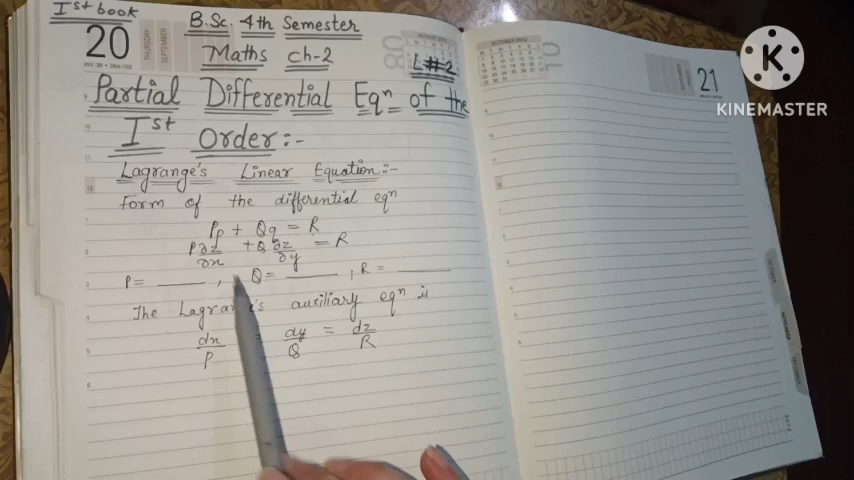 Ist book
B.Sc. 4th Semester
20
THURSDAY
SEPTEMBER
Maths ch-2
L#2
Partial Differential Eqn of the
Ist Order:-
Lagrange's Linear Equation:-
form of the differential eqn
Pp + Qq = R
P ∂z/∂x + Q ∂z/∂y = R
P = ____ , Q = ____ , R = ____
The Lagrange's auxiliary eqn is
dx/P = dy/Q = dz/R
21
K
KINEMASTER